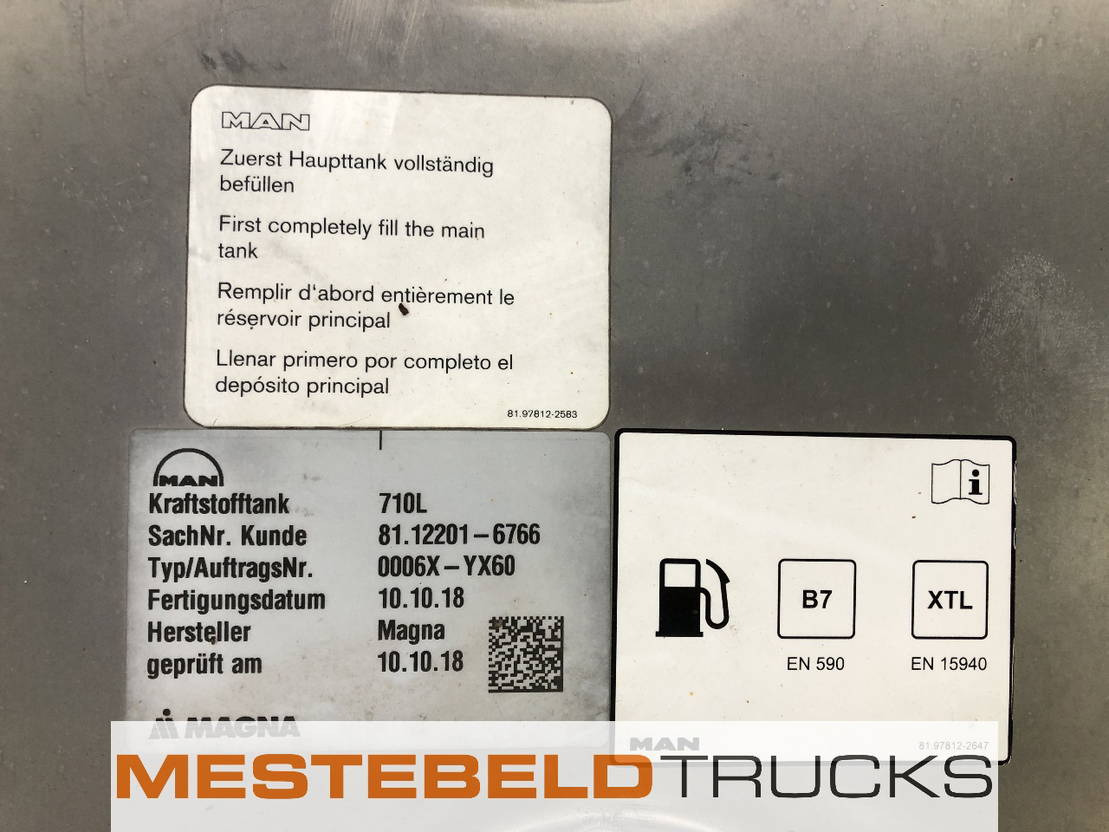 MAN
Zuerst Haupttank vollständig
befüllen
First completely fill the main
tank
Remplir d'abord entièrement le
réservoir principal
Llenar primero por completo el
depósito principal
81.97812-2583
MAN
Kraftstofftank 710L
SachNr. Kunde 81.12201-6766
Typ/AuftragsNr. 0006X-YX60
Fertigungsdatum 10.10.18
Hersteller Magna
geprüft am 10.10.18
MAGNA
i
B7 XTL
EN 590 EN 15940
MAN 81.97812-2647
MESTEBELDTRUCKS